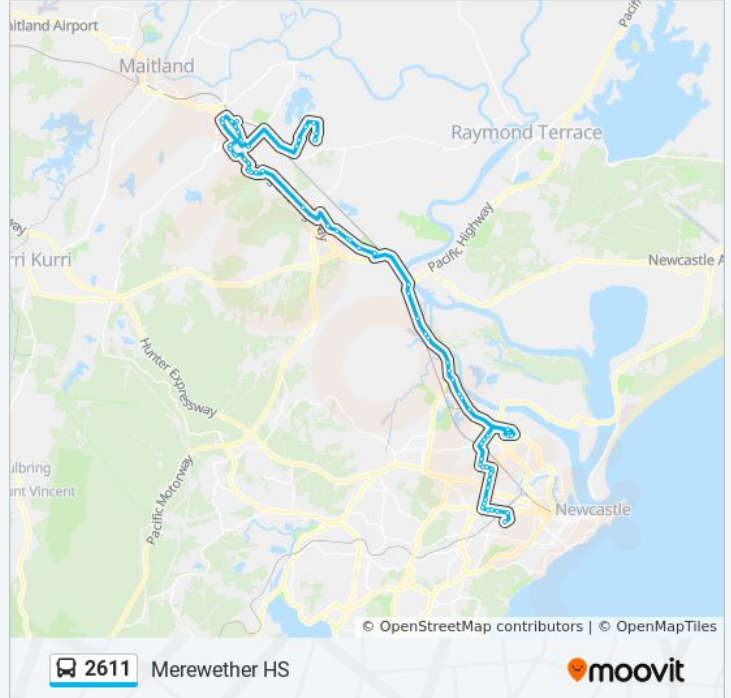 aitland Airport
Maitland
Pacifi
Raymond Terrace
Pacific Highway
rri Kurri
Newcastle A
Hunter Expressway
ulbring
unt Vincent
Pacific Motorway
Newcastle
© OpenStreetMap contributors | © OpenMapTiles
2611 Merewether HS
moovit